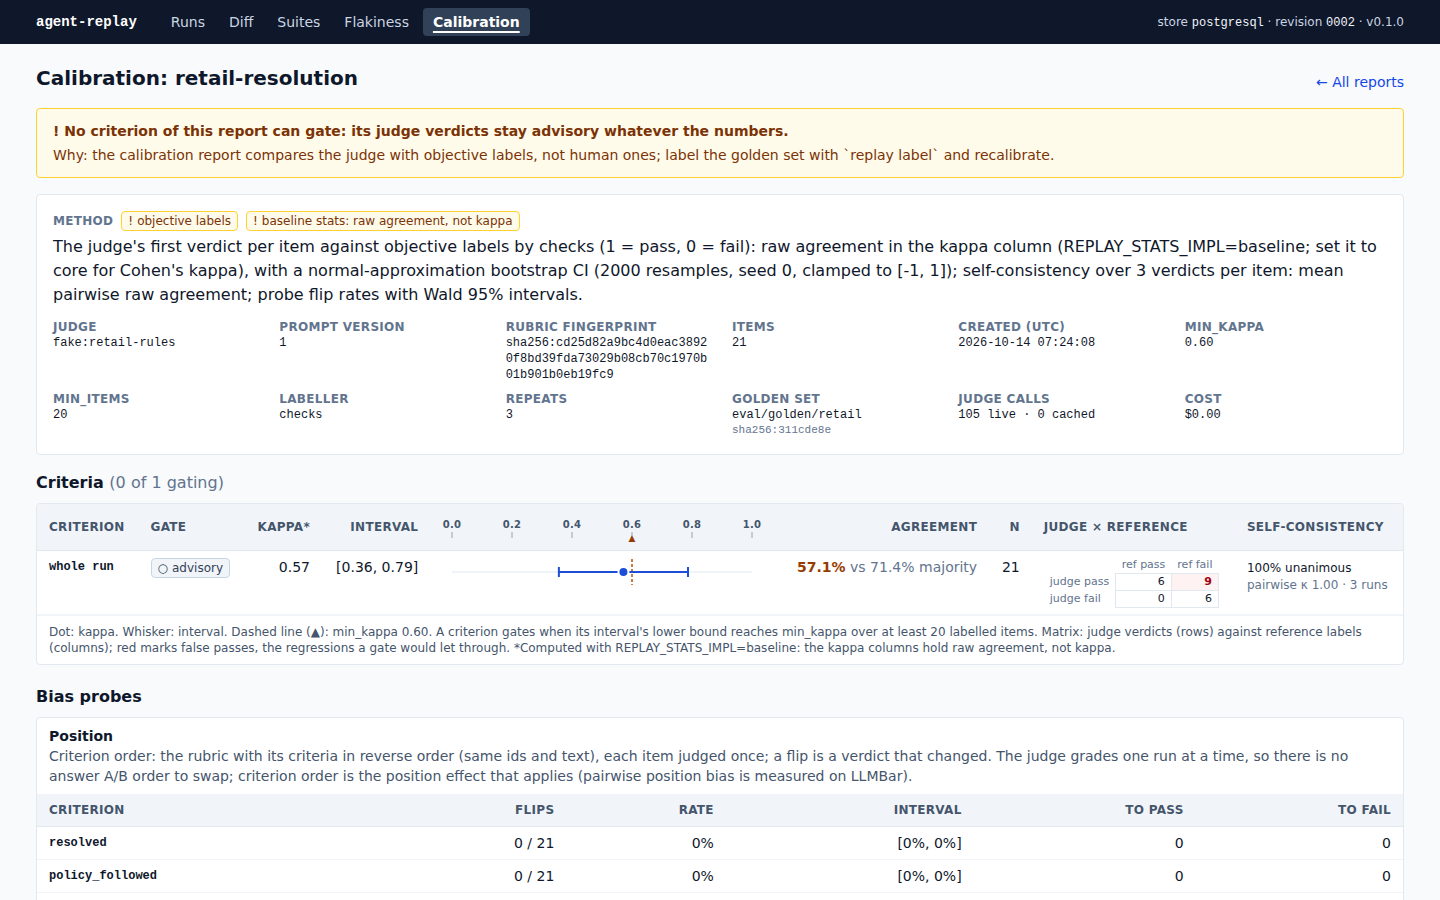 agent-replay Runs Diff Suites Flakiness Calibration store postgresql · revision 0002 · v0.1.0
Calibration: retail-resolution ← All reports
! No criterion of this report can gate: its judge verdicts stay advisory whatever the numbers.
Why: the calibration report compares the judge with objective labels, not human ones; label the golden set with `replay label` and recalibrate.
METHOD ! objective labels ! baseline stats: raw agreement, not kappa
The judge's first verdict per item against objective labels by checks (1 = pass, 0 = fail): raw agreement in the kappa column (REPLAY_STATS_IMPL=baseline; set it to
core for Cohen's kappa), with a normal-approximation bootstrap CI (2000 resamples, seed 0, clamped to [-1, 1]); self-consistency over 3 verdicts per item: mean
pairwise raw agreement; probe flip rates with Wald 95% intervals.
JUDGE PROMPT VERSION RUBRIC FINGERPRINT ITEMS CREATED (UTC) MIN_KAPPA
fake:retail-rules 1 sha256:cd25d82a9bc4d0eac3892 21 2026-10-14 07:24:08 0.60
0f8bd39fda73029b08cb70c1970b
01b901b0eb19fc9
MIN_ITEMS LABELLER REPEATS GOLDEN SET JUDGE CALLS COST
20 checks 3 eval/golden/retail 105 live · 0 cached $0.00
sha256:311cde8e
Criteria (0 of 1 gating)
CRITERION GATE KAPPA* INTERVAL 0.0 0.2 0.4 0.6 0.8 1.0 AGREEMENT N JUDGE × REFERENCE SELF-CONSISTENCY
▲
whole run ○ advisory 0.57 [0.36, 0.79] 57.1% vs 71.4% majority 21 ref pass ref fail 100% unanimous
judge pass 6 9 pairwise κ 1.00 · 3 runs
judge fail 0 6
Dot: kappa. Whisker: interval. Dashed line (▲): min_kappa 0.60. A criterion gates when its interval's lower bound reaches min_kappa over at least 20 labelled items. Matrix: judge verdicts (rows) against reference labels
(columns); red marks false passes, the regressions a gate would let through. *Computed with REPLAY_STATS_IMPL=baseline: the kappa columns hold raw agreement, not kappa.
Bias probes
Position
Criterion order: the rubric with its criteria in reverse order (same ids and text), each item judged once; a flip is a verdict that changed. The judge grades one run at a time, so there is no
answer A/B order to swap; criterion order is the position effect that applies (pairwise position bias is measured on LLMBar).
CRITERION FLIPS RATE INTERVAL TO PASS TO FAIL
resolved 0 / 21 0% [0%, 0%] 0 0
policy_followed 0 / 21 0% [0%, 0%] 0 0